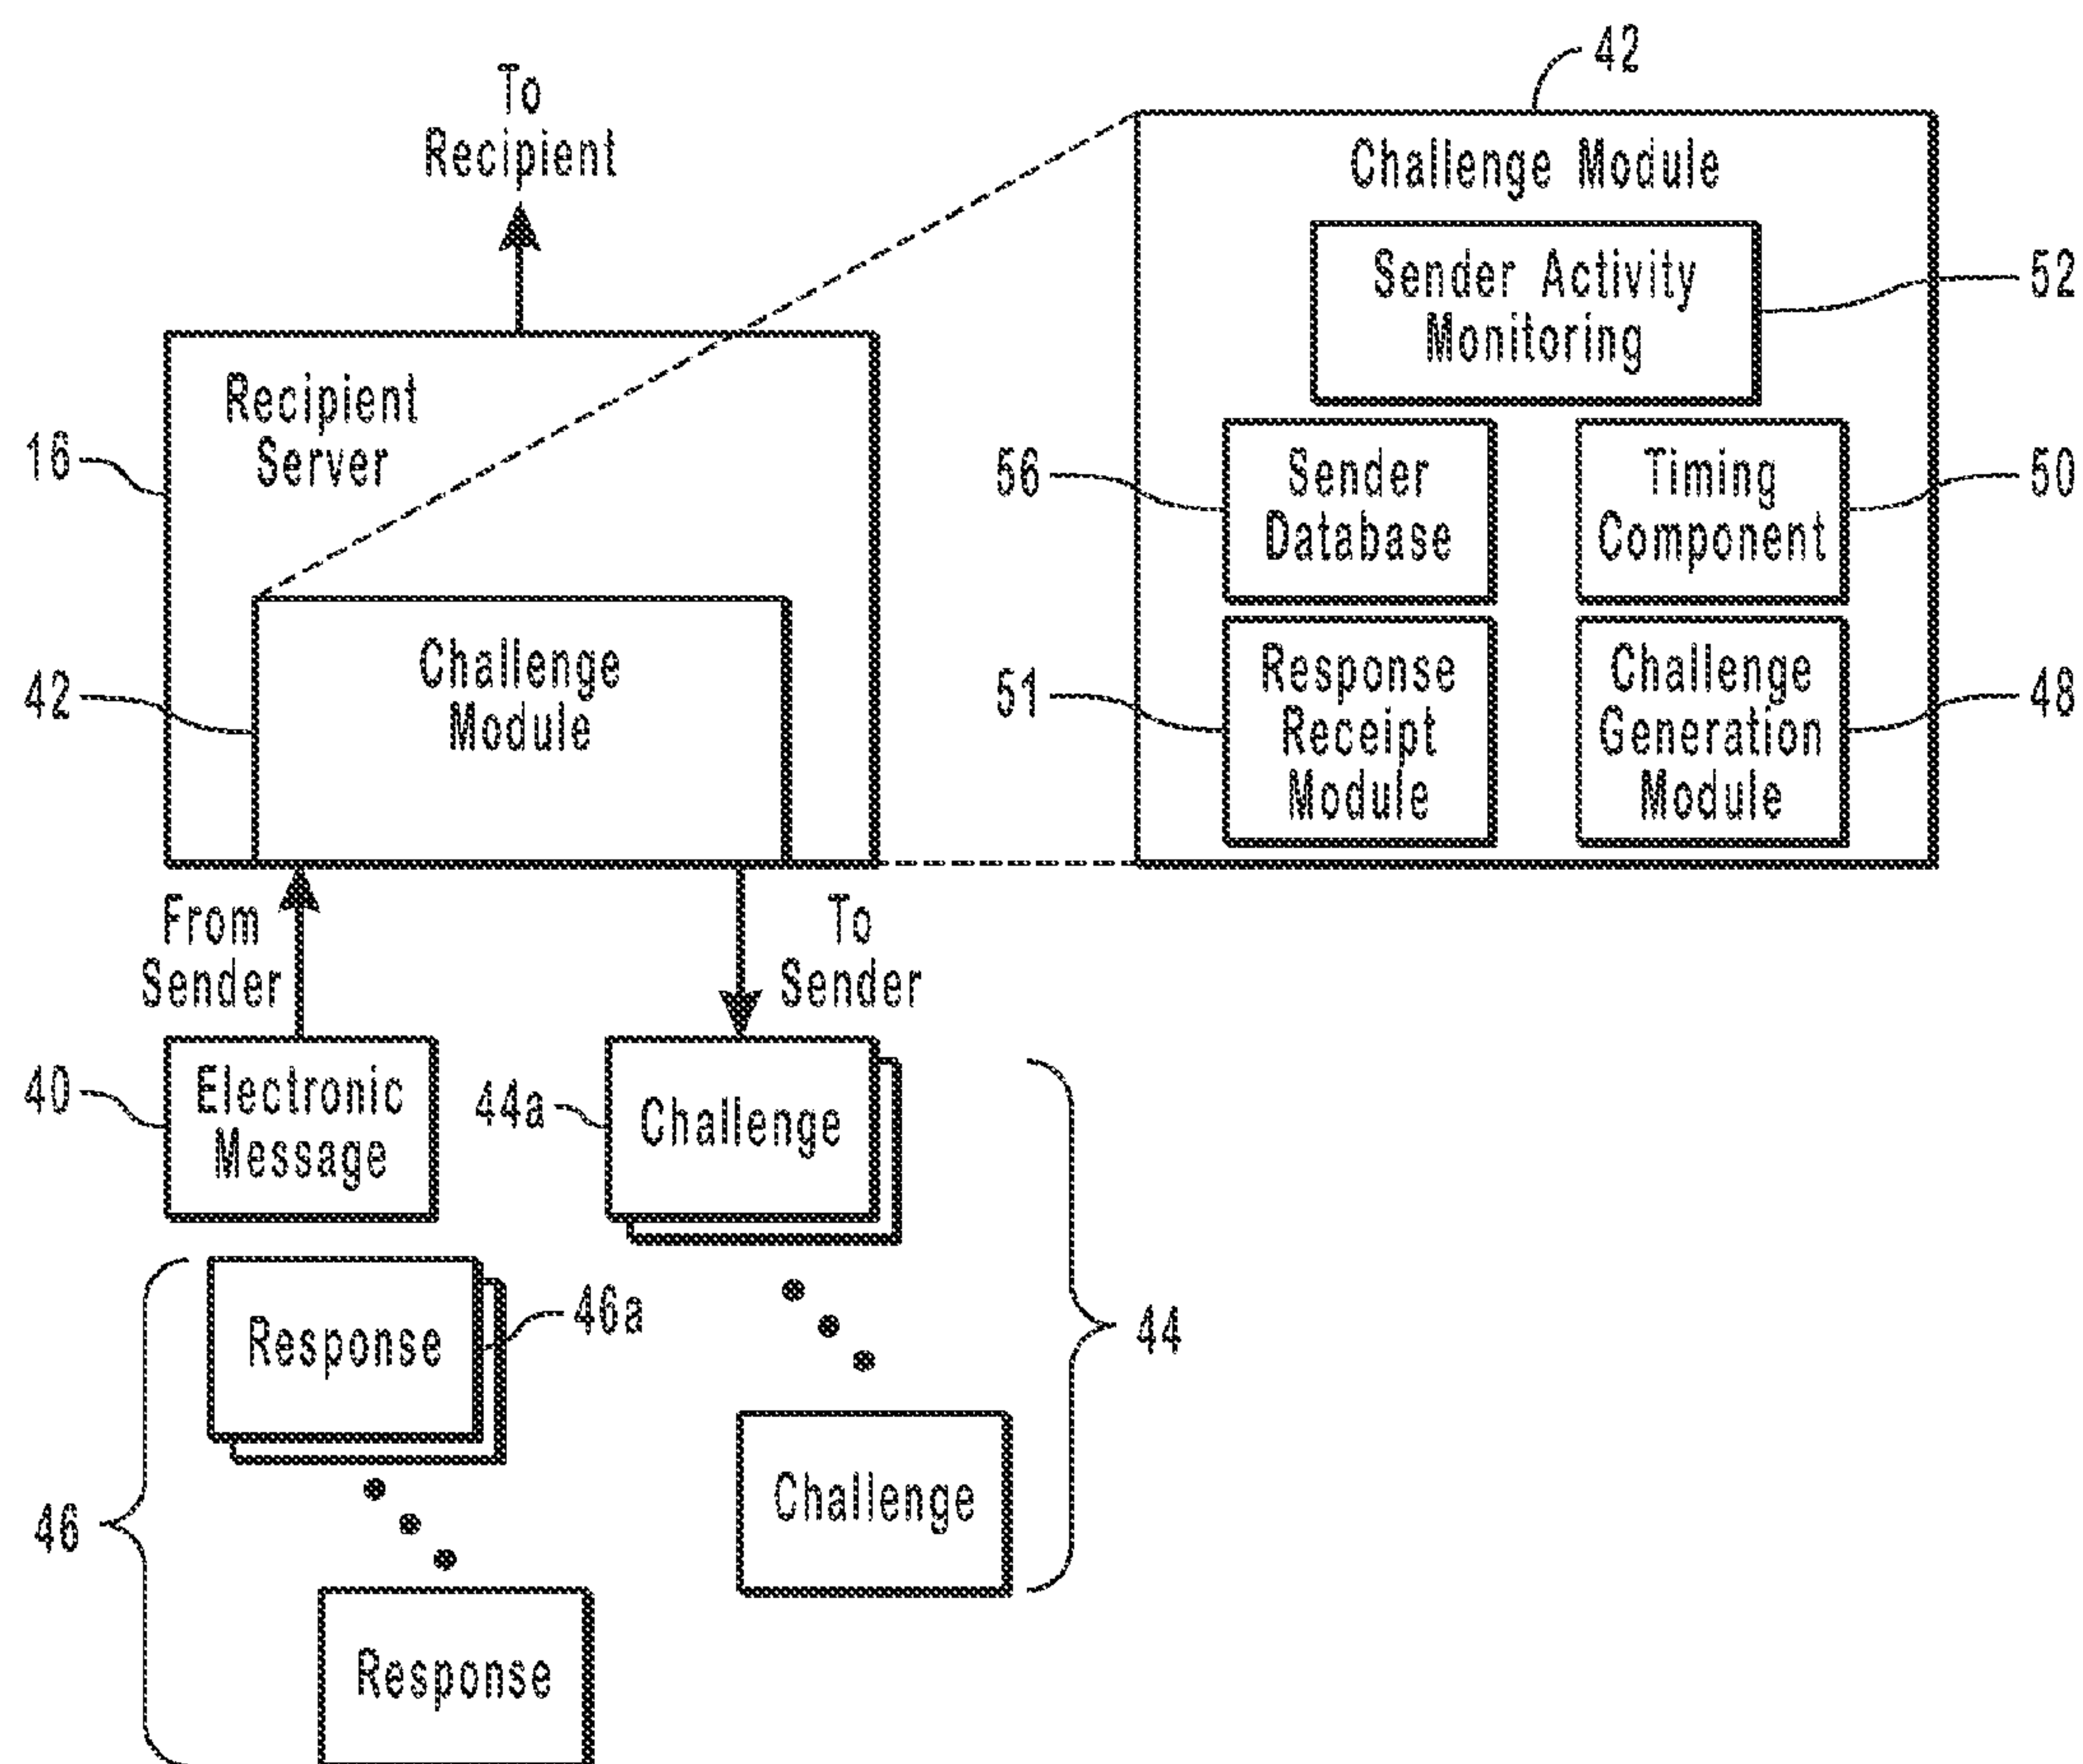 42
To
Recipient
Challenge Module
Sender Activity
Monitoring
52
Recipient
Server
16
56
Sender
Database
Timing
Component
50
Challenge
Module
42
51
Response
Receipt
Module
Challenge
Generation
Module
48
From
Sender
To
Sender
40
Electronic
Message
44a
Challenge
46a
Response
44
Challenge
46
Response